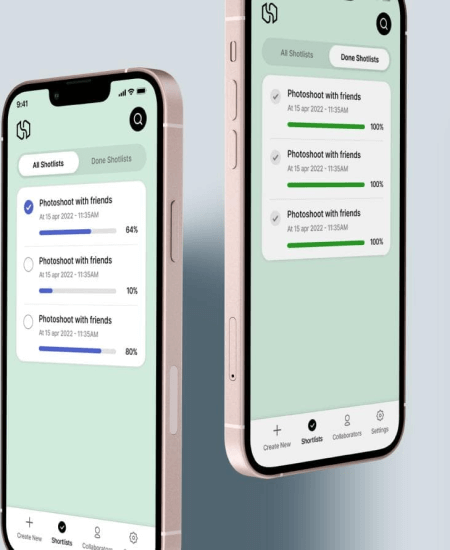 9:41
All Shotlists
Done Shotlists
Photoshoot with friends
At 15 apr 2022 - 11:35AM
64%
Photoshoot with friends
At 15 apr 2022 - 11:35AM
10%
Photoshoot with friends
At 15 apr 2022 - 11:35AM
80%
Create New
Shortlists
Collaborators
All Shotlists
Done Shotlists
Photoshoot with friends
At 15 apr 2022 - 11:35AM
100%
Photoshoot with friends
At 15 apr 2022 - 11:35AM
100%
Photoshoot with friends
At 15 apr 2022 - 11:35AM
100%
Create New
Shortlists
Collaborators
Settings